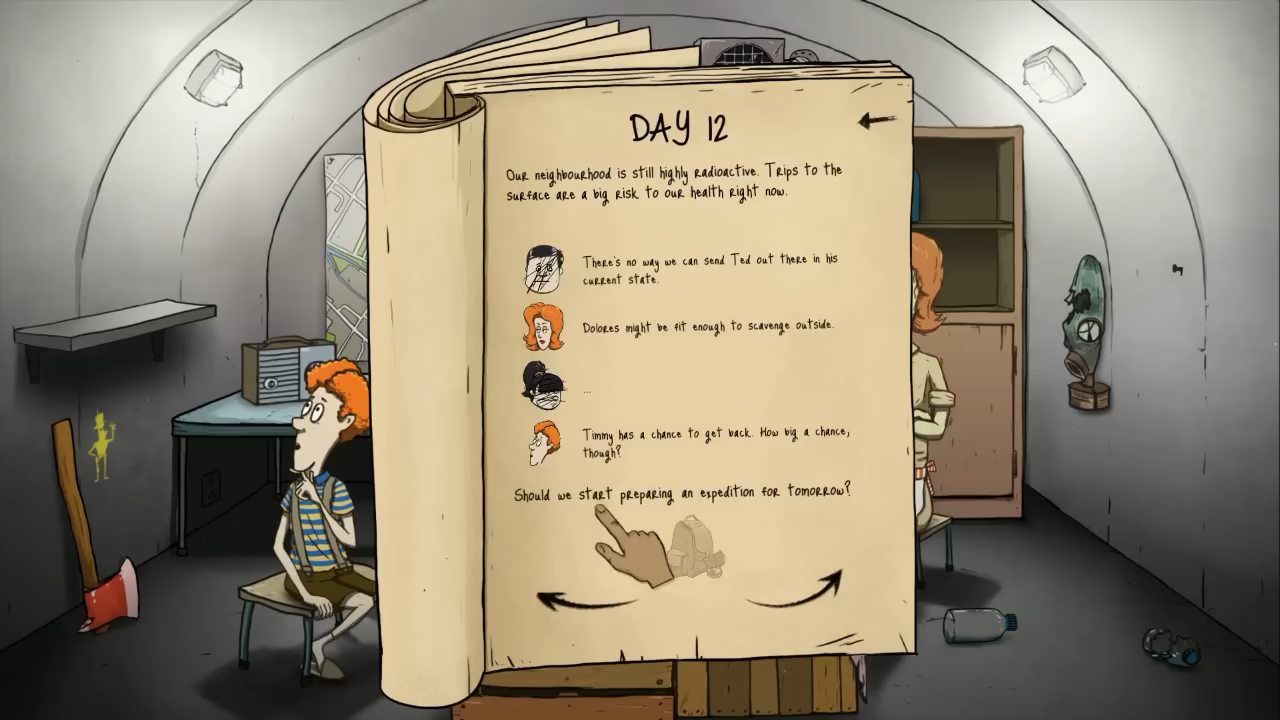 DAY 12
Our neighbourhood is still highly radioactive. Trips to the
surface are a big risk to our health right now.
There's no way we can send Ted out there in his
current state.
Dolores might be fit enough to scavenge outside.
...
Timmy has a chance to get back. How big a chance,
though?
Should we start preparing an expedition for tomorrow?